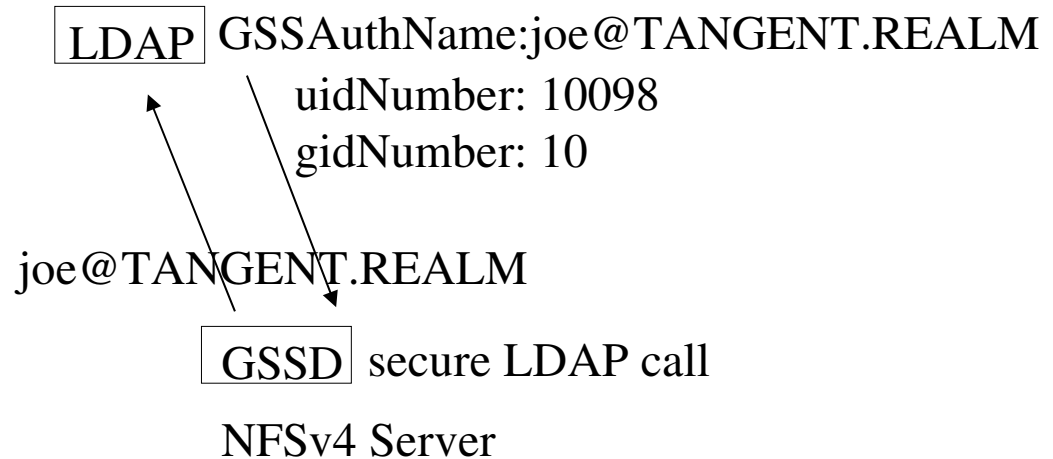 LDAP GSSAuthName:joe@TANGENT.REALM
uidNumber: 10098
gidNumber: 10
joe@TANGENT.REALM
GSSD secure LDAP call
NFSv4 Server